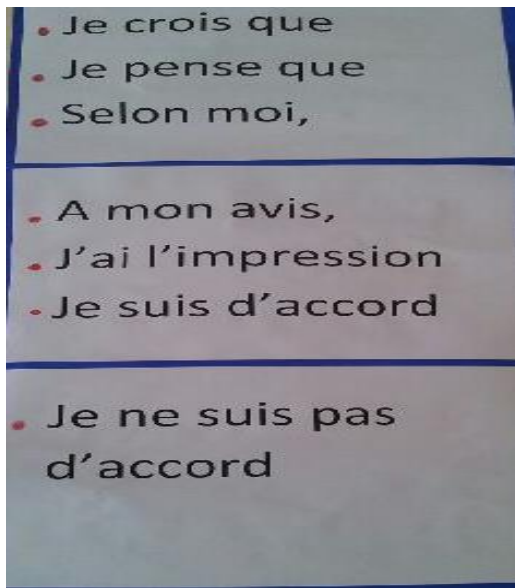 • Je crois que
• Je pense que
• Selon moi,
• A mon avis,
• J’ai l’impression
• Je suis d’accord
• Je ne suis pas
d’accord